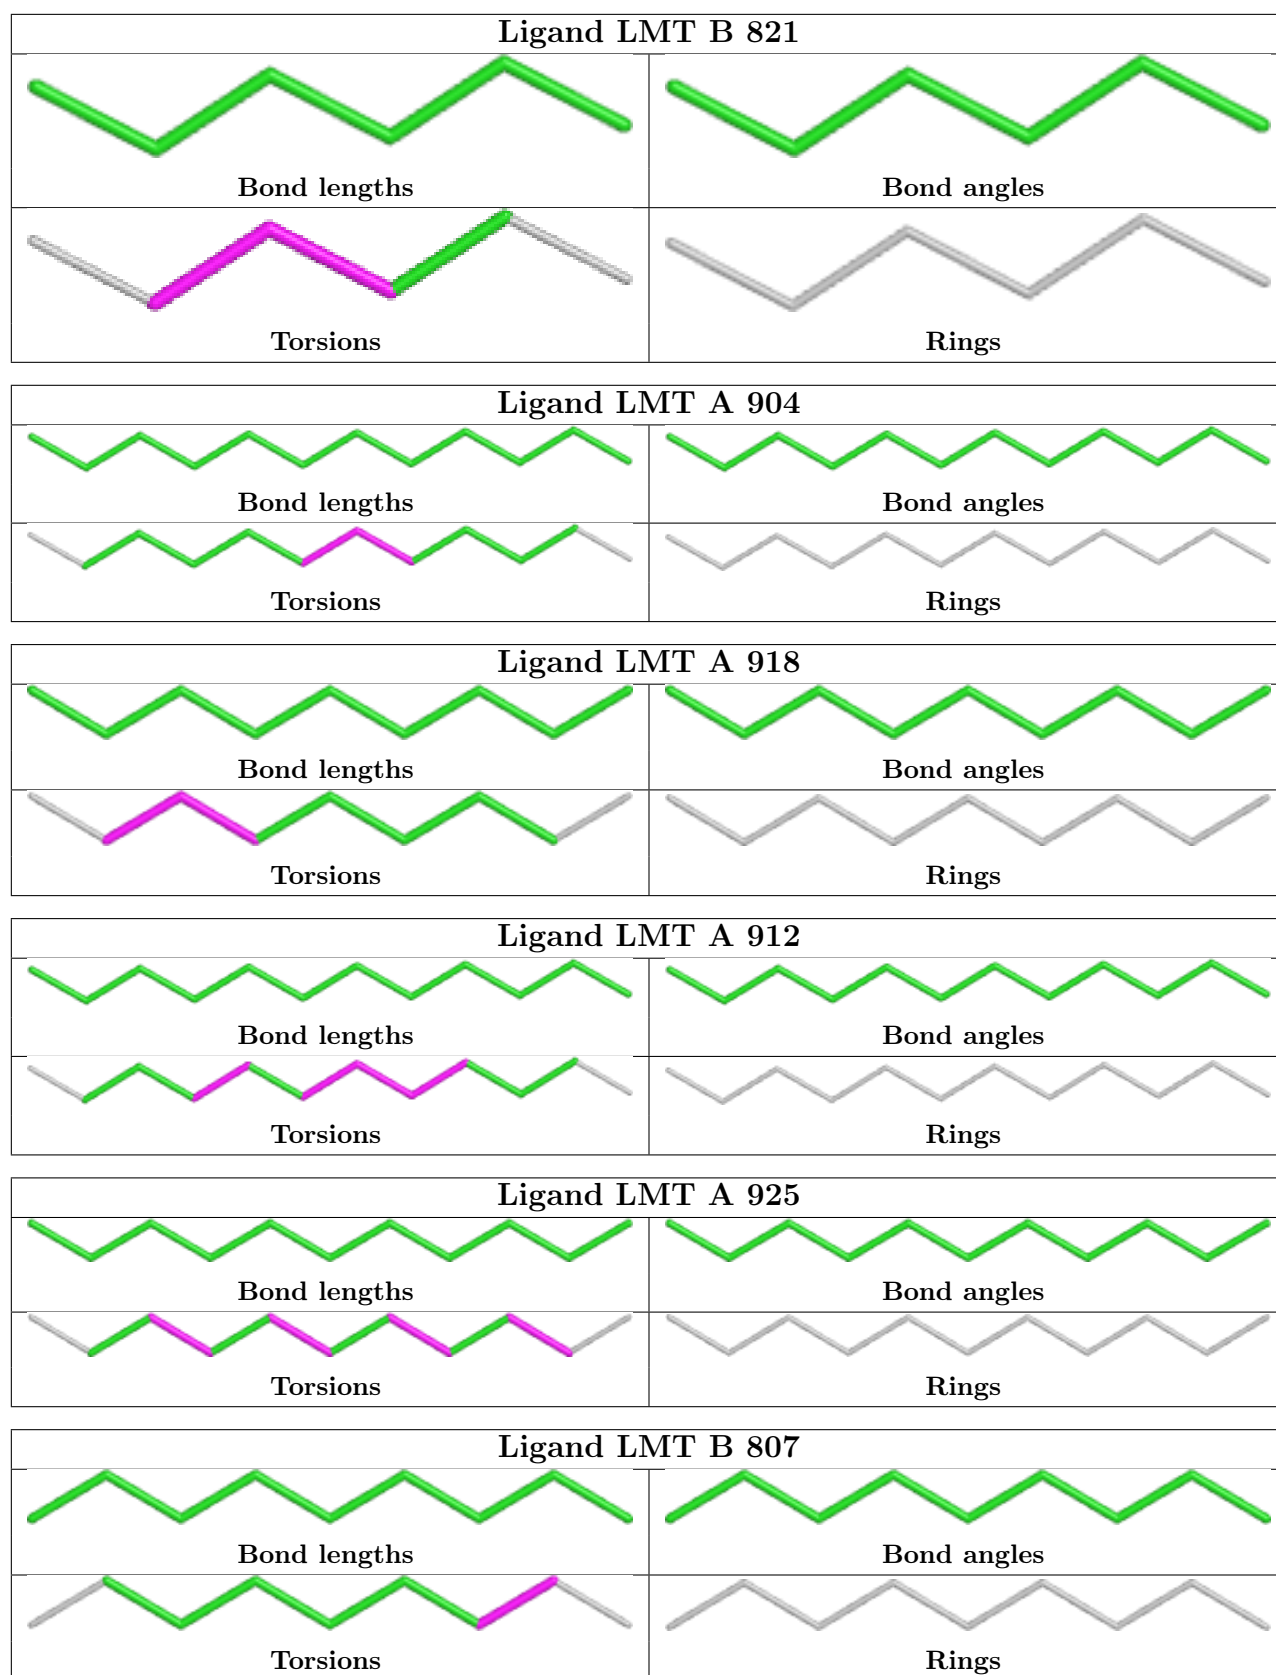 Ligand LMT B 821
Bond lengths Bond angles
Torsions Rings
Ligand LMT A 904
Bond lengths Bond angles
Torsions Rings
Ligand LMT A 918
Bond lengths Bond angles
Torsions Rings
Ligand LMT A 912
Bond lengths Bond angles
Torsions Rings
Ligand LMT A 925
Bond lengths Bond angles
Torsions Rings
Ligand LMT B 807
Bond lengths Bond angles
Torsions Rings